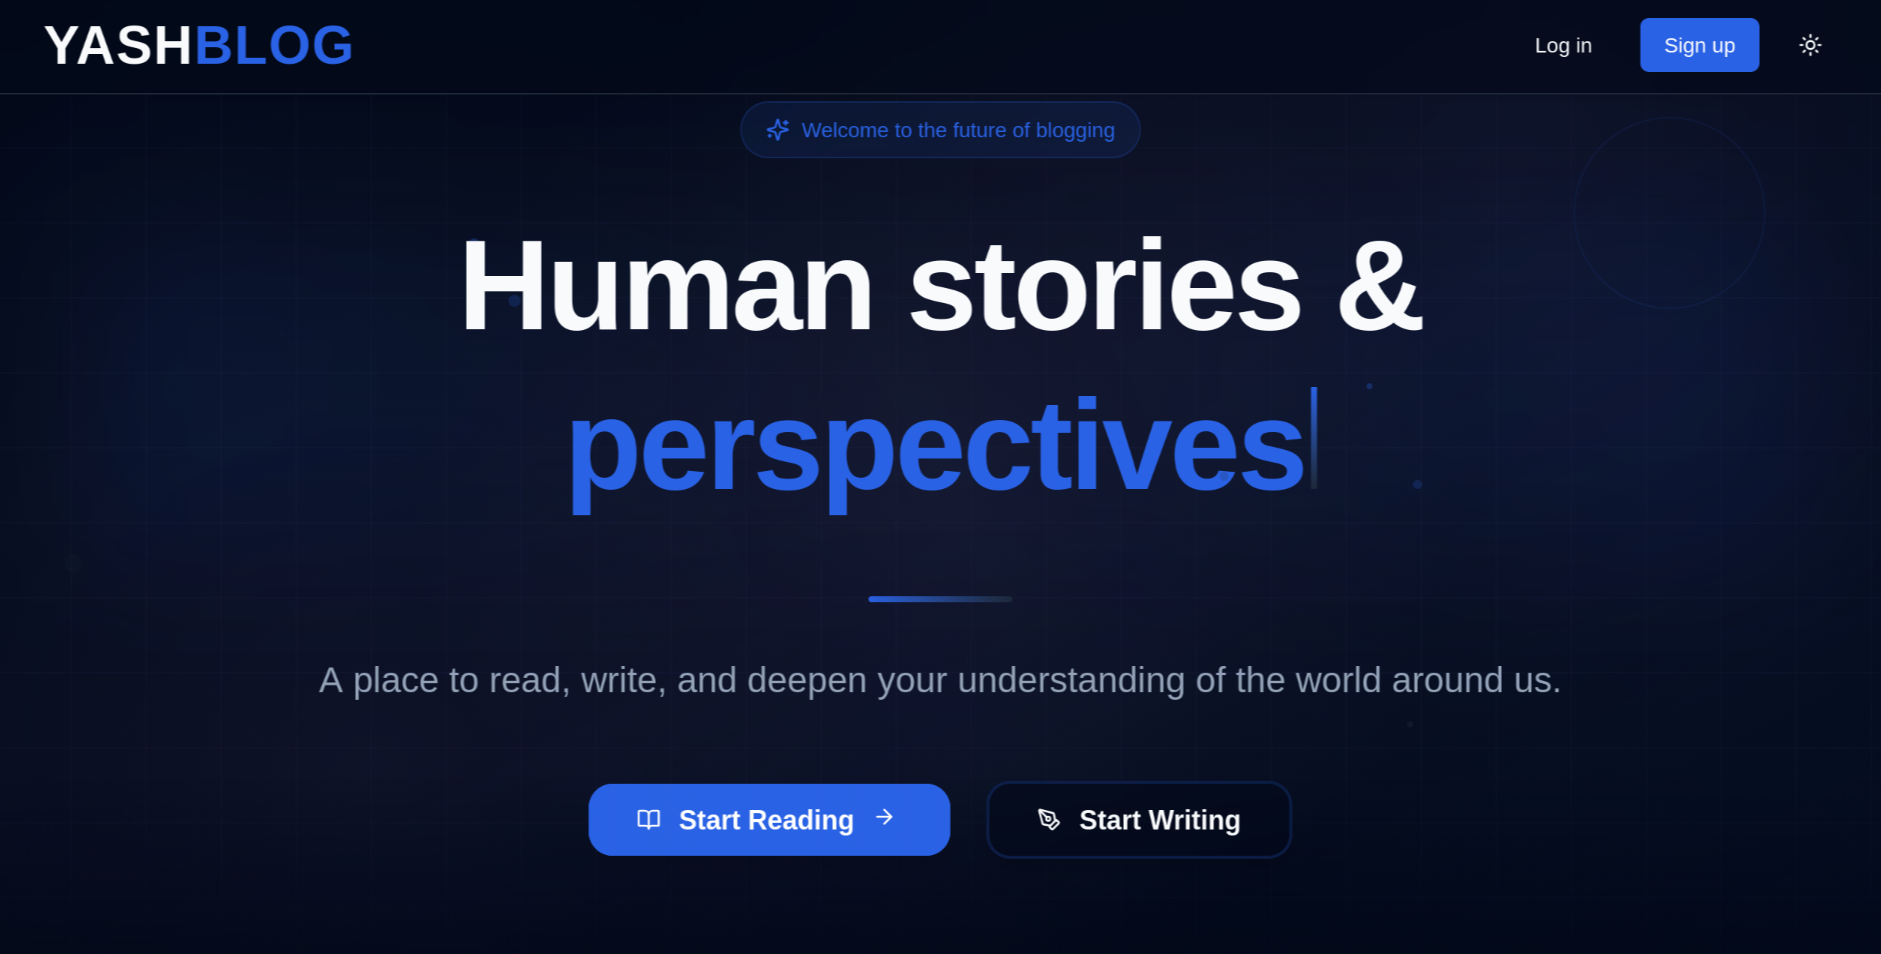 YASHBLOG
Log in
Sign up
Welcome to the future of blogging
Human stories &
perspectives
A place to read, write, and deepen your understanding of the world around us.
Start Reading
Start Writing